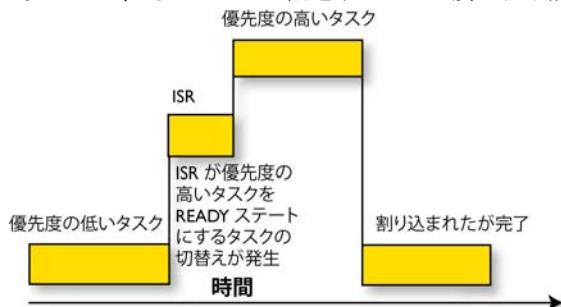 優先度の高いタスク
ISR
ISR が優先度の
高いタスクを
READY ステート
にするタスクの
切替えが発生
優先度の低いタスク
割り込まれたが完了
時間